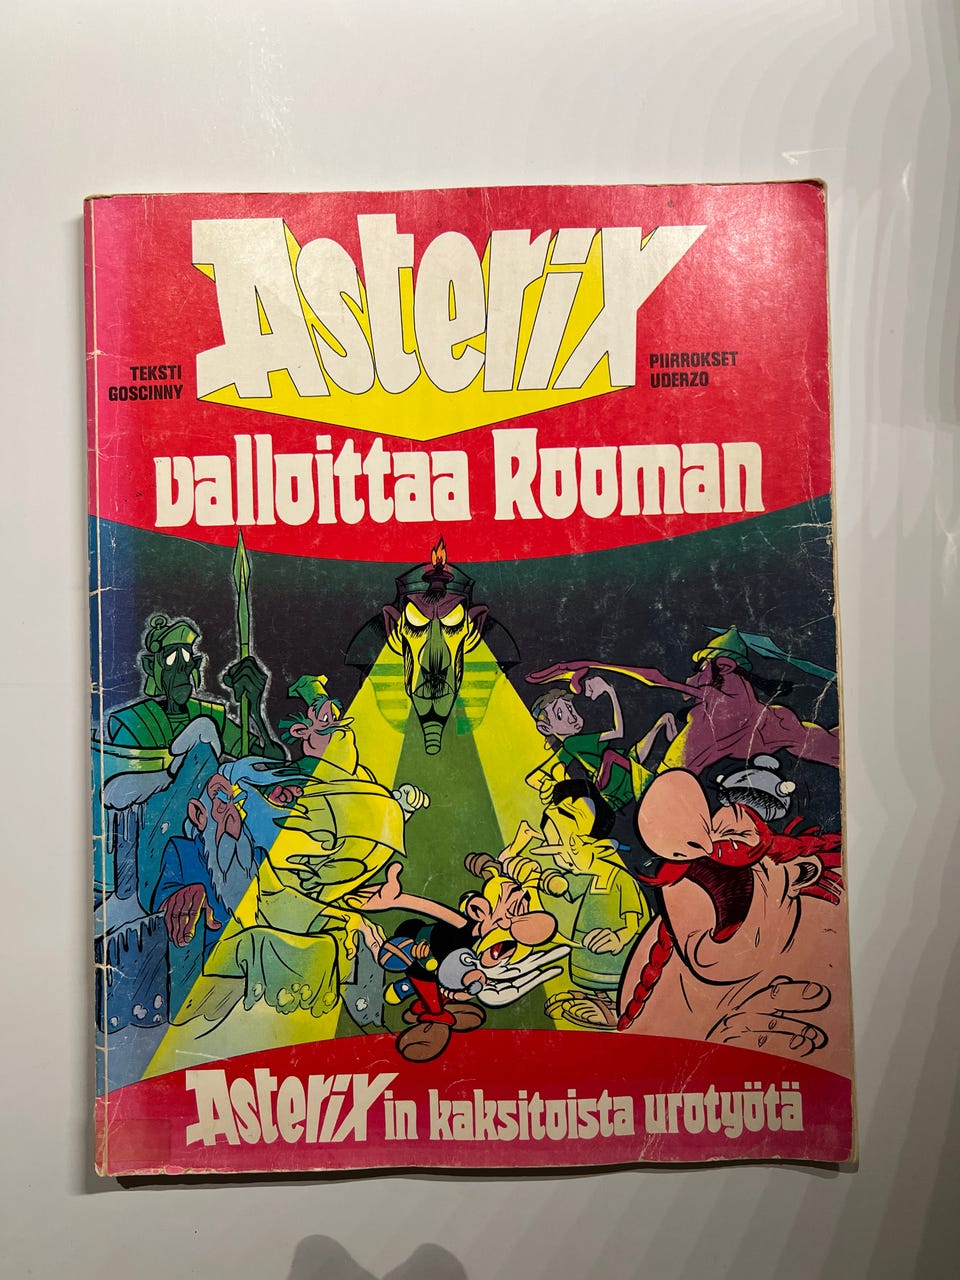 Asterix
TEKSTI
GOSCINNY
PIIRROKSET
UDERZO
valloittaa Rooman
Asterixin kaksitoista urotyötä